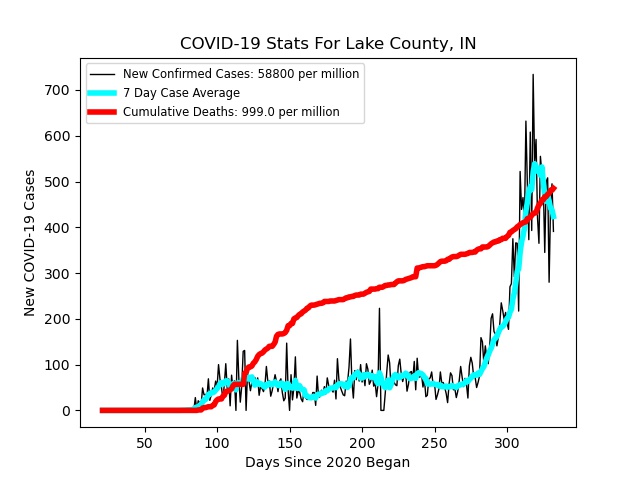 COVID-19 Stats For Lake County, IN
New Confirmed Cases: 58800 per million
7 Day Case Average
Cumulative Deaths: 999.0 per million
New COVID-19 Cases
700
600
500
400
300
200
100
0
50
100
150
200
250
300
Days Since 2020 Began